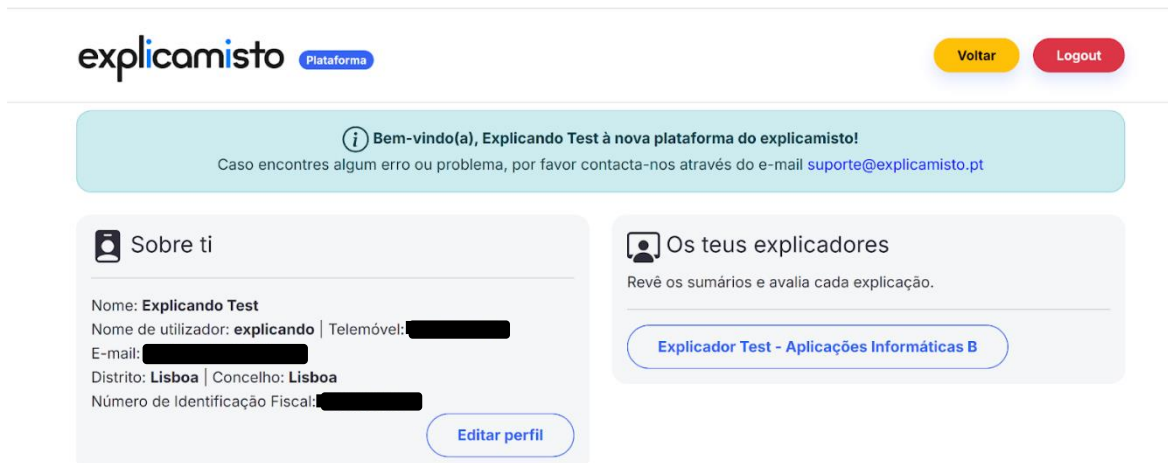 explicamisto Plataforma
Voltar Logout
Bem-vindo(a), Explicando Test à nova plataforma do explicamisto!
Caso encontres algum erro ou problema, por favor contacta-nos através do e-mail suporte@explicamisto.pt
Sobre ti
Nome: Explicando Test
Nome de utilizador: explicando | Telemóvel:
E-mail:
Distrito: Lisboa | Concelho: Lisboa
Número de Identificação Fiscal:
Editar perfil
Os teus explicadores
Revê os sumários e avalia cada explicação.
Explicador Test - Aplicações Informáticas B